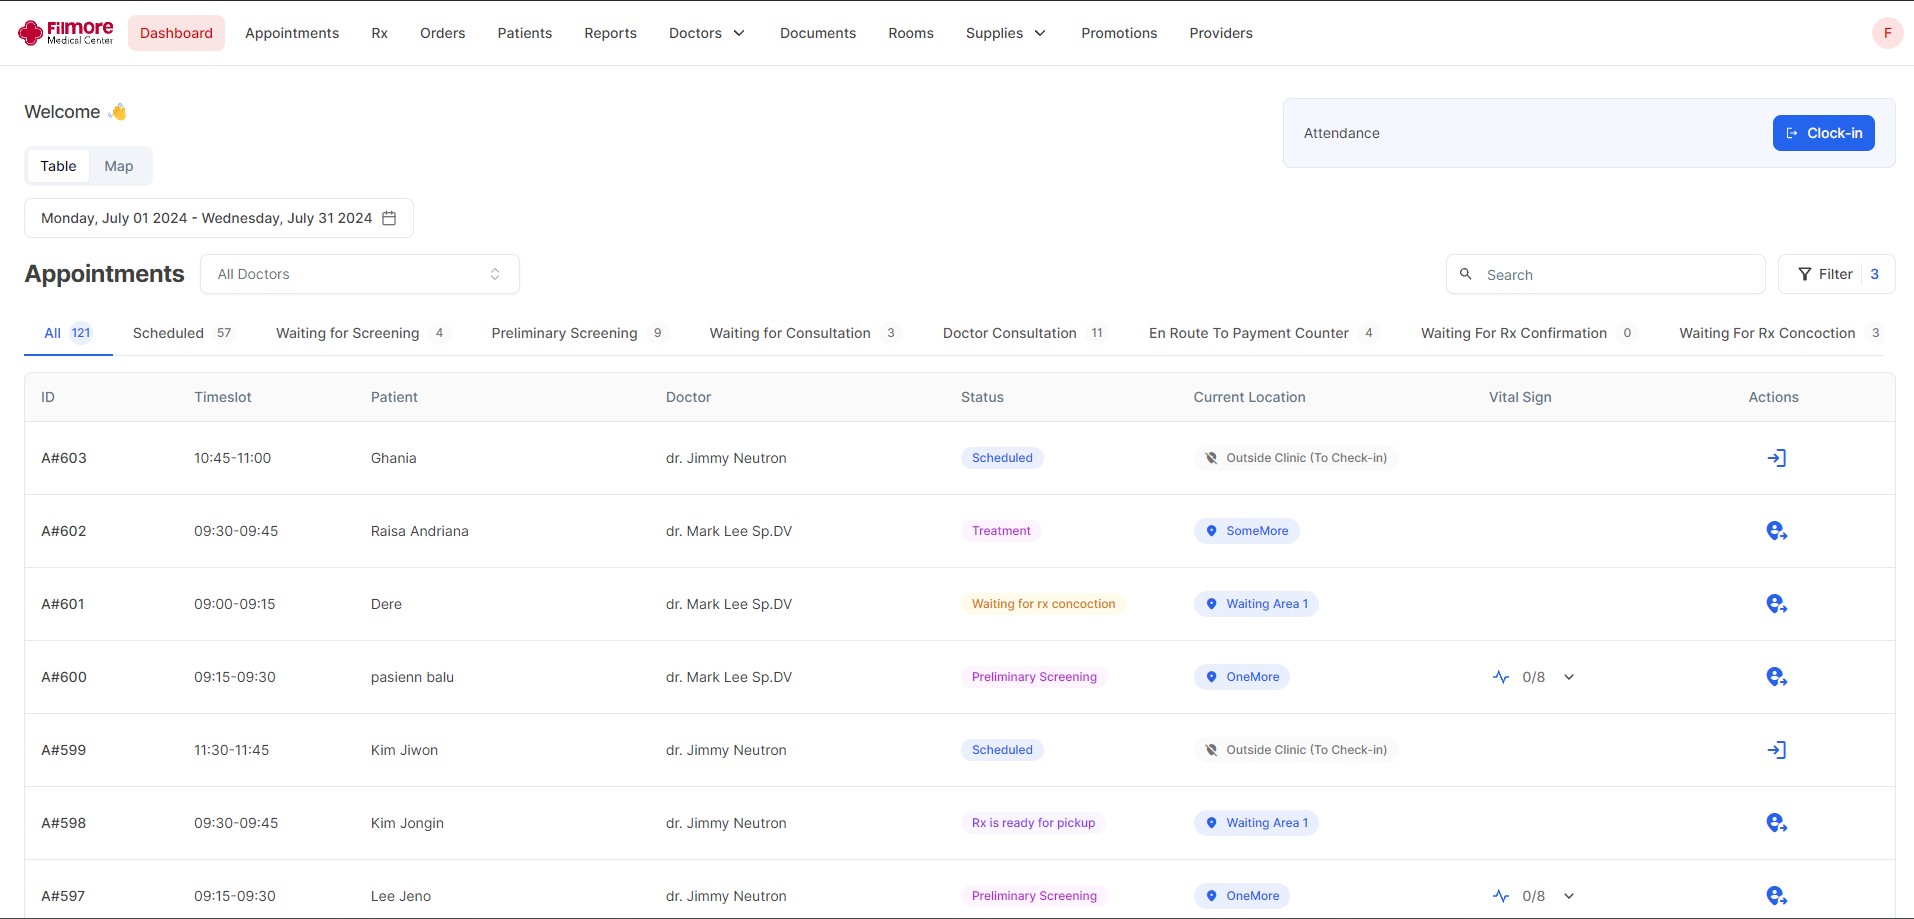 Filmore
Medical Center
Dashboard Appointments Rx Orders Patients Reports Doctors Documents Rooms Supplies Promotions Providers F
Welcome 👋
Attendance Clock-in
Table Map
Monday, July 01 2024 - Wednesday, July 31 2024
Appointments All Doctors Search Filter 3
All 121 Scheduled 57 Waiting for Screening 4 Preliminary Screening 9 Waiting for Consultation 3 Doctor Consultation 11 En Route To Payment Counter 4 Waiting For Rx Confirmation 0 Waiting For Rx Concoction 3
ID Timeslot Patient Doctor Status Current Location Vital Sign Actions
A#603 10:45-11:00 Ghania dr. Jimmy Neutron Scheduled Outside Clinic (To Check-in)
A#602 09:30-09:45 Raisa Andriana dr. Mark Lee Sp.DV Treatment SomeMore
A#601 09:00-09:15 Dere dr. Mark Lee Sp.DV Waiting for rx concoction Waiting Area 1
A#600 09:15-09:30 pasienn balu dr. Mark Lee Sp.DV Preliminary Screening OneMore 0/8
A#599 11:30-11:45 Kim Jiwon dr. Jimmy Neutron Scheduled Outside Clinic (To Check-in)
A#598 09:30-09:45 Kim Jongin dr. Jimmy Neutron Rx is ready for pickup Waiting Area 1
A#597 09:15-09:30 Lee Jeno dr. Jimmy Neutron Preliminary Screening OneMore 0/8